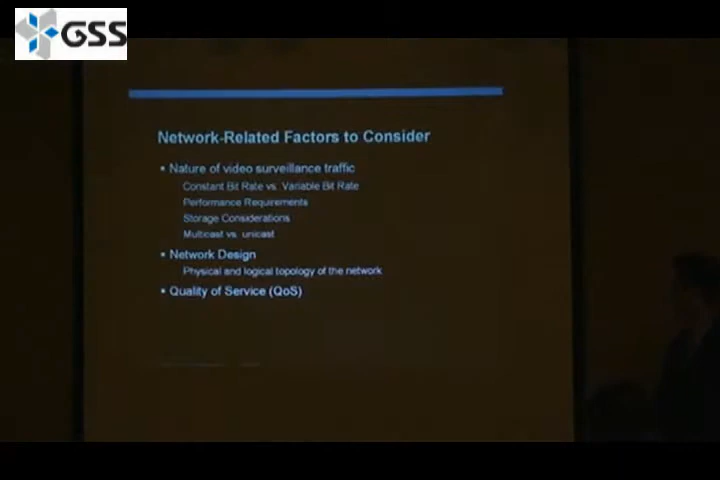 GSS
Network-Related Factors to Consider
• Nature of video surveillance traffic
Constant Bit Rate vs. Variable Bit Rate
Performance Requirements
Storage Considerations
Multicast vs. unicast
• Network Design
Physical and logical topology of the network
• Quality of Service (QoS)